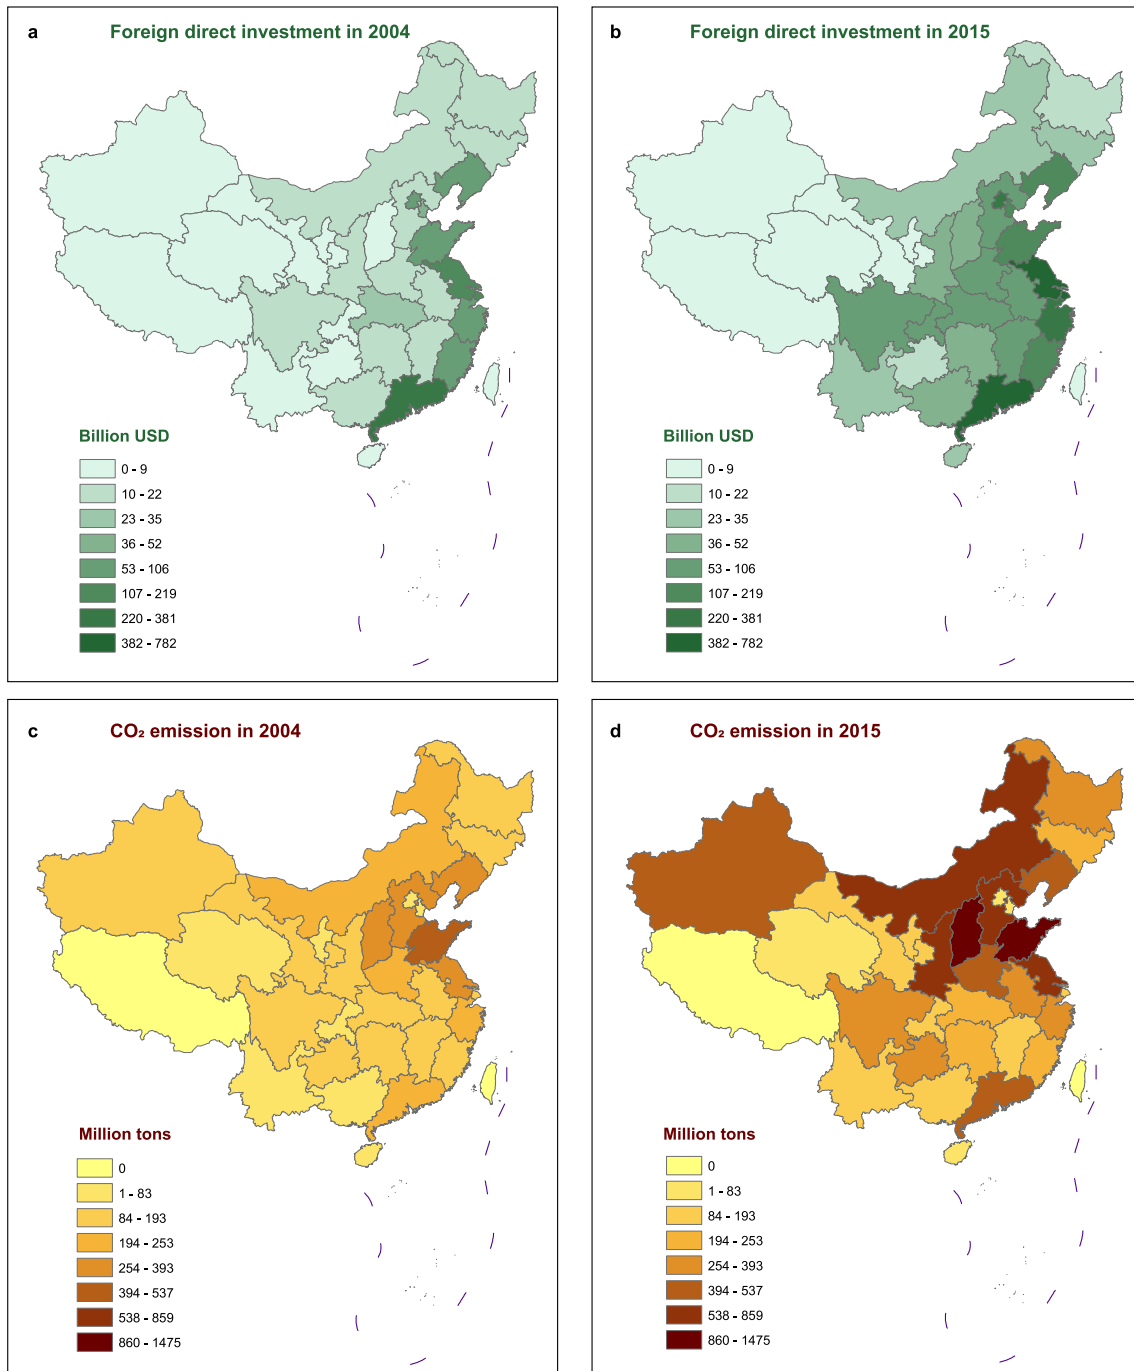 a Foreign direct investment in 2004
Billion USD
0 - 9
10 - 22
23 - 35
36 - 52
53 - 106
107 - 219
220 - 381
382 - 782
b Foreign direct investment in 2015
Billion USD
0 - 9
10 - 22
23 - 35
36 - 52
53 - 106
107 - 219
220 - 381
382 - 782
c CO₂ emission in 2004
Million tons
0
1 - 83
84 - 193
194 - 253
254 - 393
394 - 537
538 - 859
860 - 1475
d CO₂ emission in 2015
Million tons
0
1 - 83
84 - 193
194 - 253
254 - 393
394 - 537
538 - 859
860 - 1475